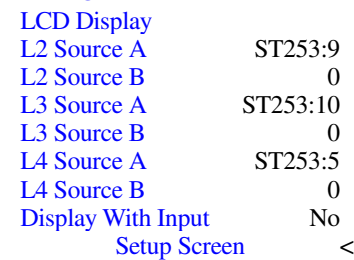 LCD Display
L2 Source A ST253:9
L2 Source B 0
L3 Source A ST253:10
L3 Source B 0
L4 Source A ST253:5
L4 Source B 0
Display With Input No
Setup Screen <